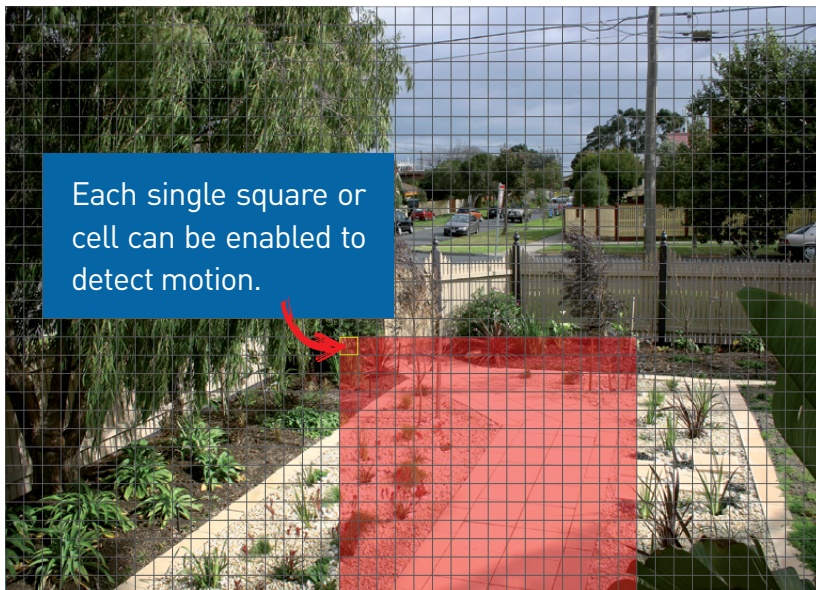 Each single square or
cell can be enabled to
detect motion.